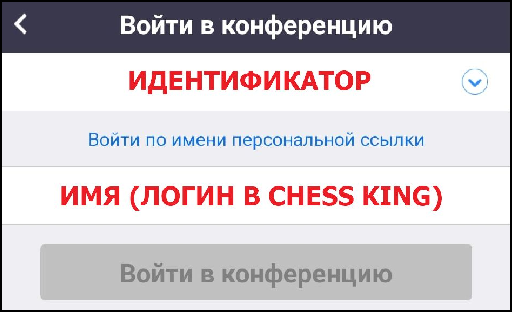 Войти в конференцию
ИДЕНТИФИКАТОР
Войти по имени персональной ссылки
ИМЯ (ЛОГИН В CHESS KING)
Войти в конференцию